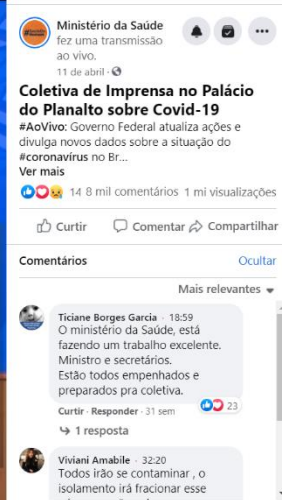 Ministério da Saúde
fez uma transmissão
ao vivo.
11 de abril ·
Coletiva de Imprensa no Palácio
do Planalto sobre Covid-19
#AoVivo: Governo Federal atualiza ações e
divulga novos dados sobre a situação do
#coronavírus no Br...
Ver mais
14 8 mil comentários 1 mi visualizações
Curtir Comentar Compartilhar
Comentários Ocultar
Mais relevantes
Ticiane Borges Garcia · 18:59
O ministério da Saúde, está
fazendo um trabalho excelente.
Ministro e secretários.
Estão todos empenhados e
preparados pra coletiva.
Curtir · Responder · 31 sem 23
1 resposta
Viviani Amabile · 32:20
Todos irão se contaminar , o
isolamento irá fracionar esse